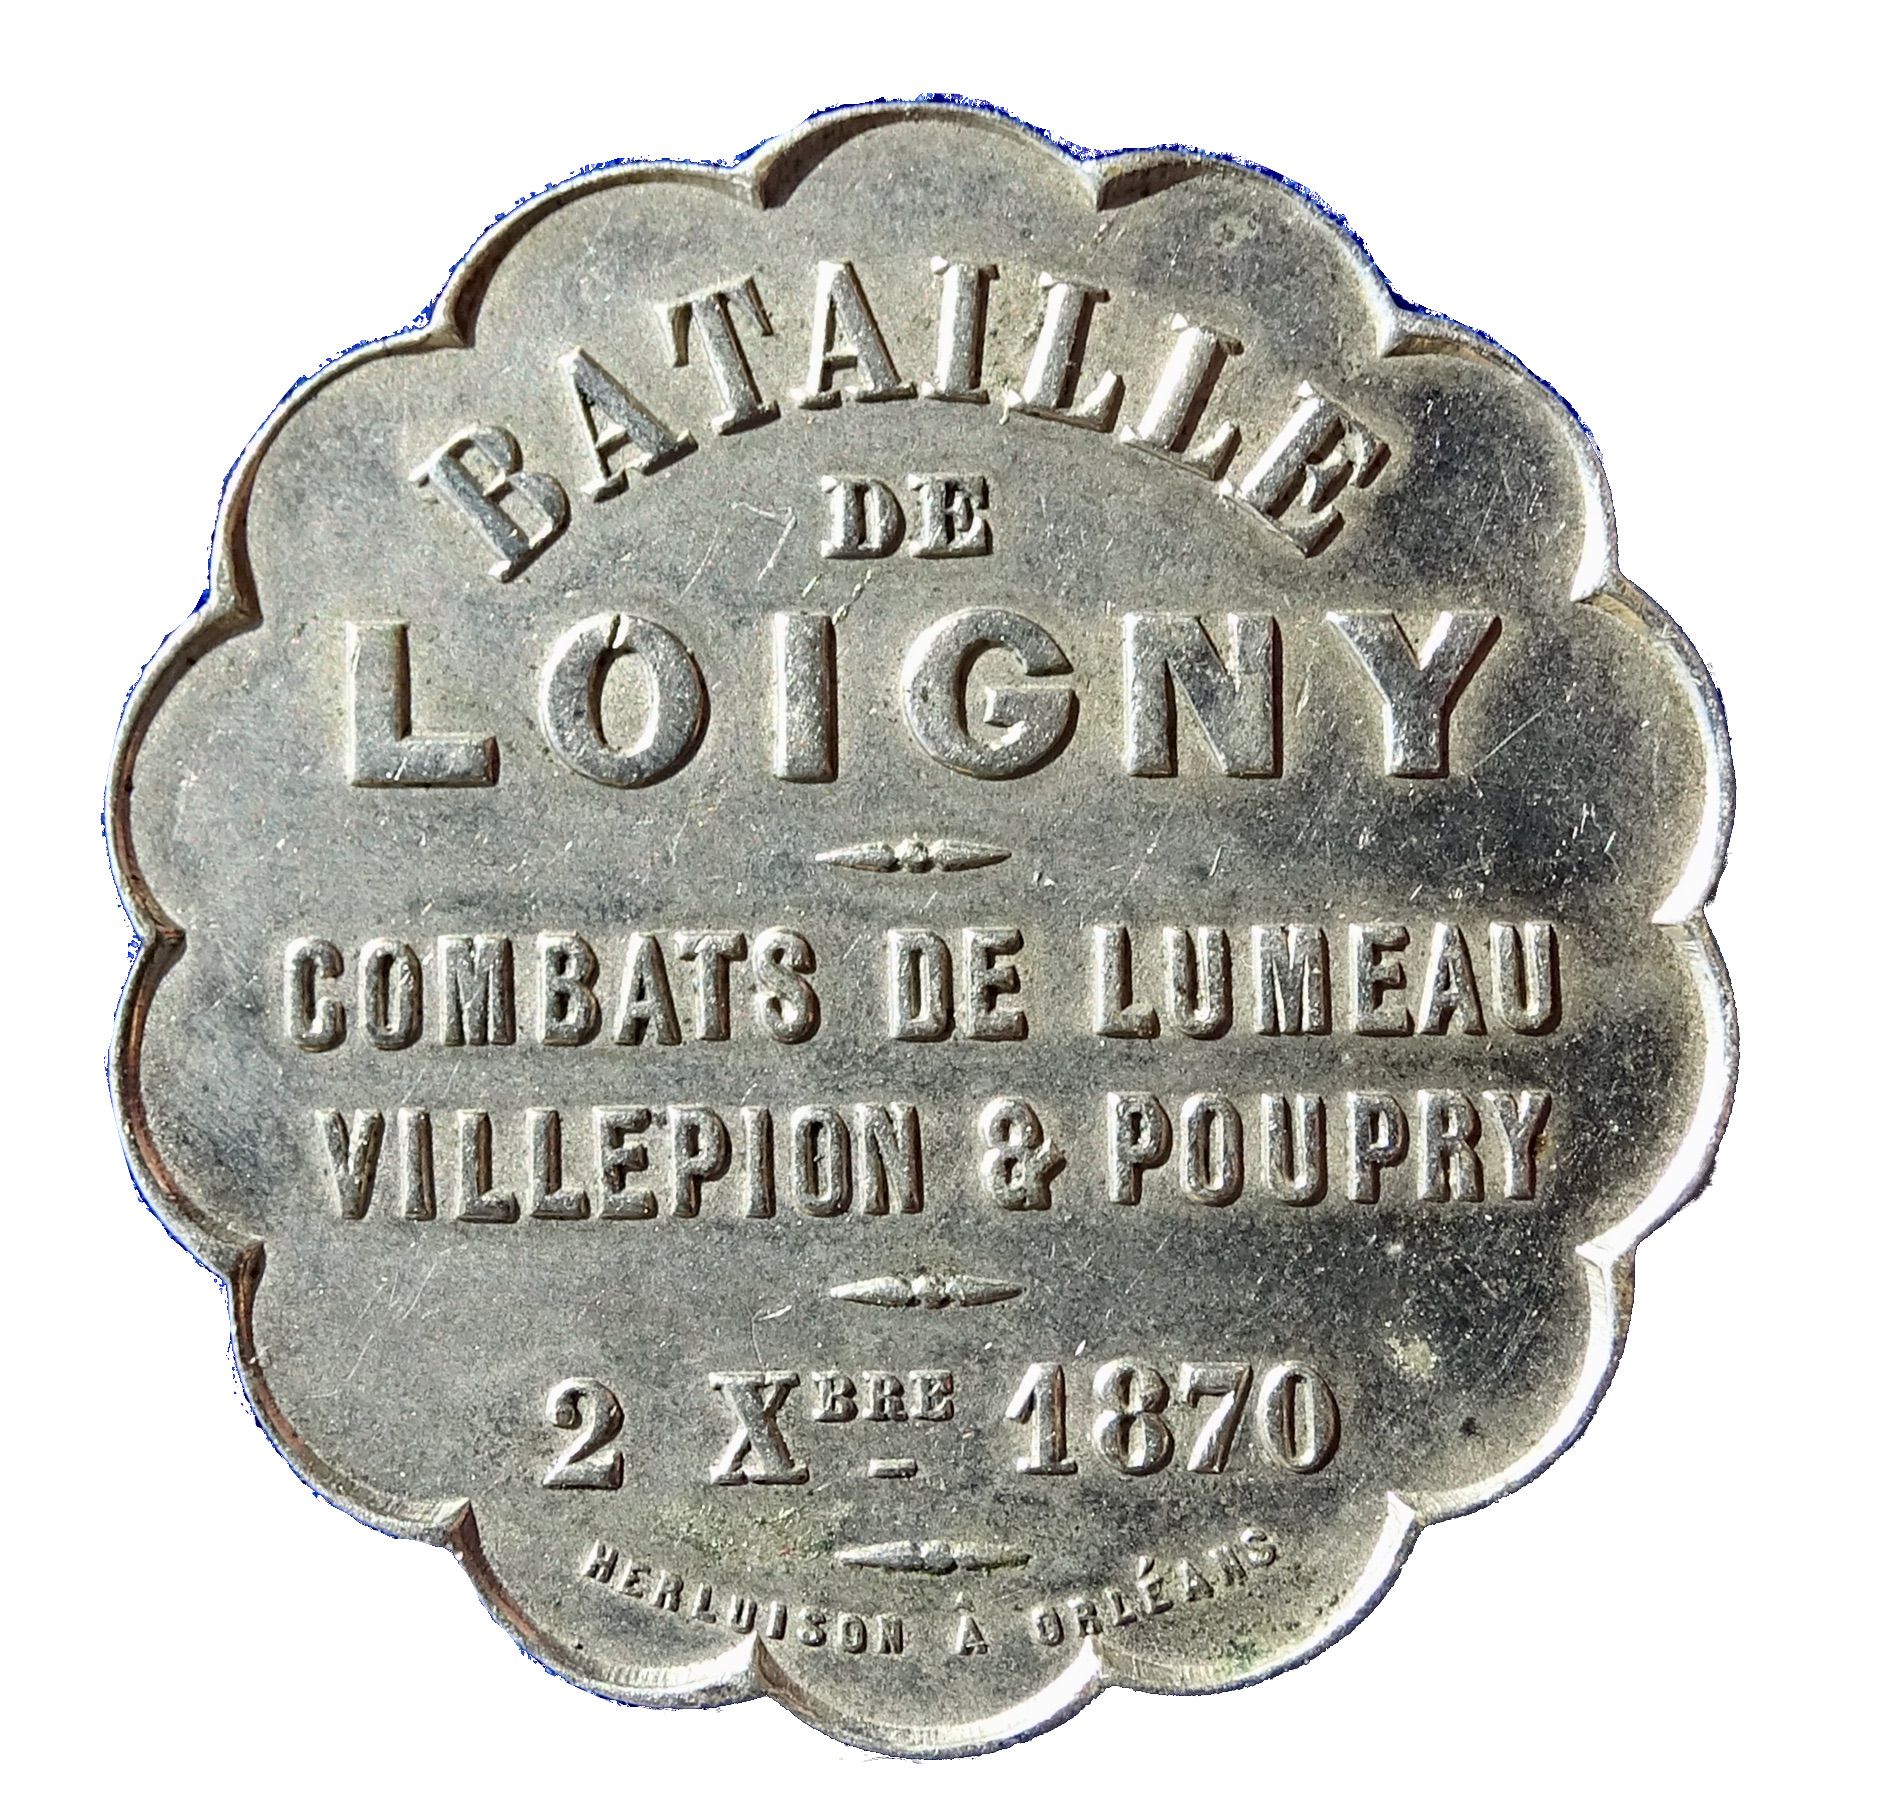 BATAILLE
DE
LOIGNY
COMBATS DE LUMEAU
VILLEPION & POUPRY
2 XBRE 1870
HERLUISON À ORLÉANS